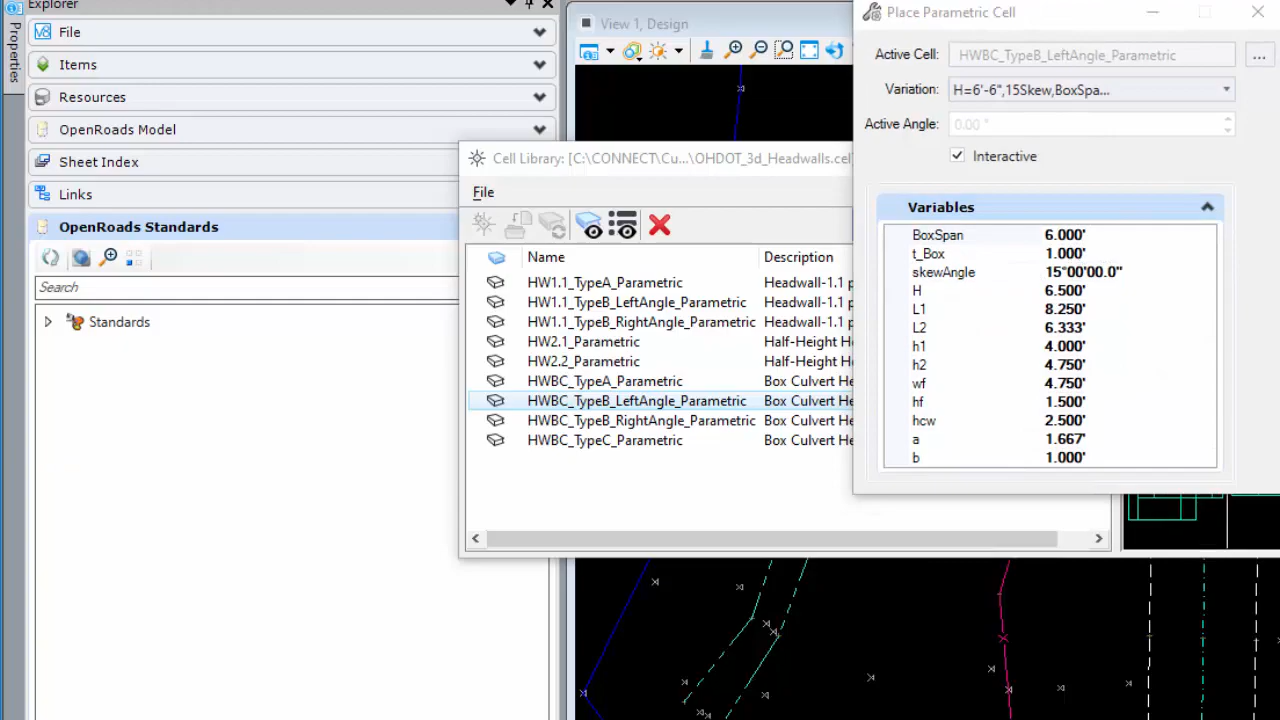 Explorer
Properties
File
Items
Resources
OpenRoads Model
Sheet Index
Links
OpenRoads Standards
Search
Standards
View 1, Design
Cell Library: [C:\CONNECT\Cu...\OHDOT_3d_Headwalls.cel
File
Name Description
HW1.1_TypeA_Parametric Headwall-1.1 p
HW1.1_TypeB_LeftAngle_Parametric Headwall-1.1 p
HW1.1_TypeB_RightAngle_Parametric Headwall-1.1 p
HW2.1_Parametric Half-Height He
HW2.2_Parametric Half-Height He
HWBC_TypeA_Parametric Box Culvert He
HWBC_TypeB_LeftAngle_Parametric Box Culvert He
HWBC_TypeB_RightAngle_Parametric Box Culvert He
HWBC_TypeC_Parametric Box Culvert He
Place Parametric Cell
Active Cell: HWBC_TypeB_LeftAngle_Parametric ...
Variation: H=6'-6",15Skew,BoxSpa...
Active Angle: 0.00 °
Interactive
Variables
BoxSpan 6.000'
t_Box 1.000'
skewAngle 15°00'00.0"
H 6.500'
L1 8.250'
L2 6.333'
h1 4.000'
h2 4.750'
wf 4.750'
hf 1.500'
hcw 2.500'
a 1.667'
b 1.000'